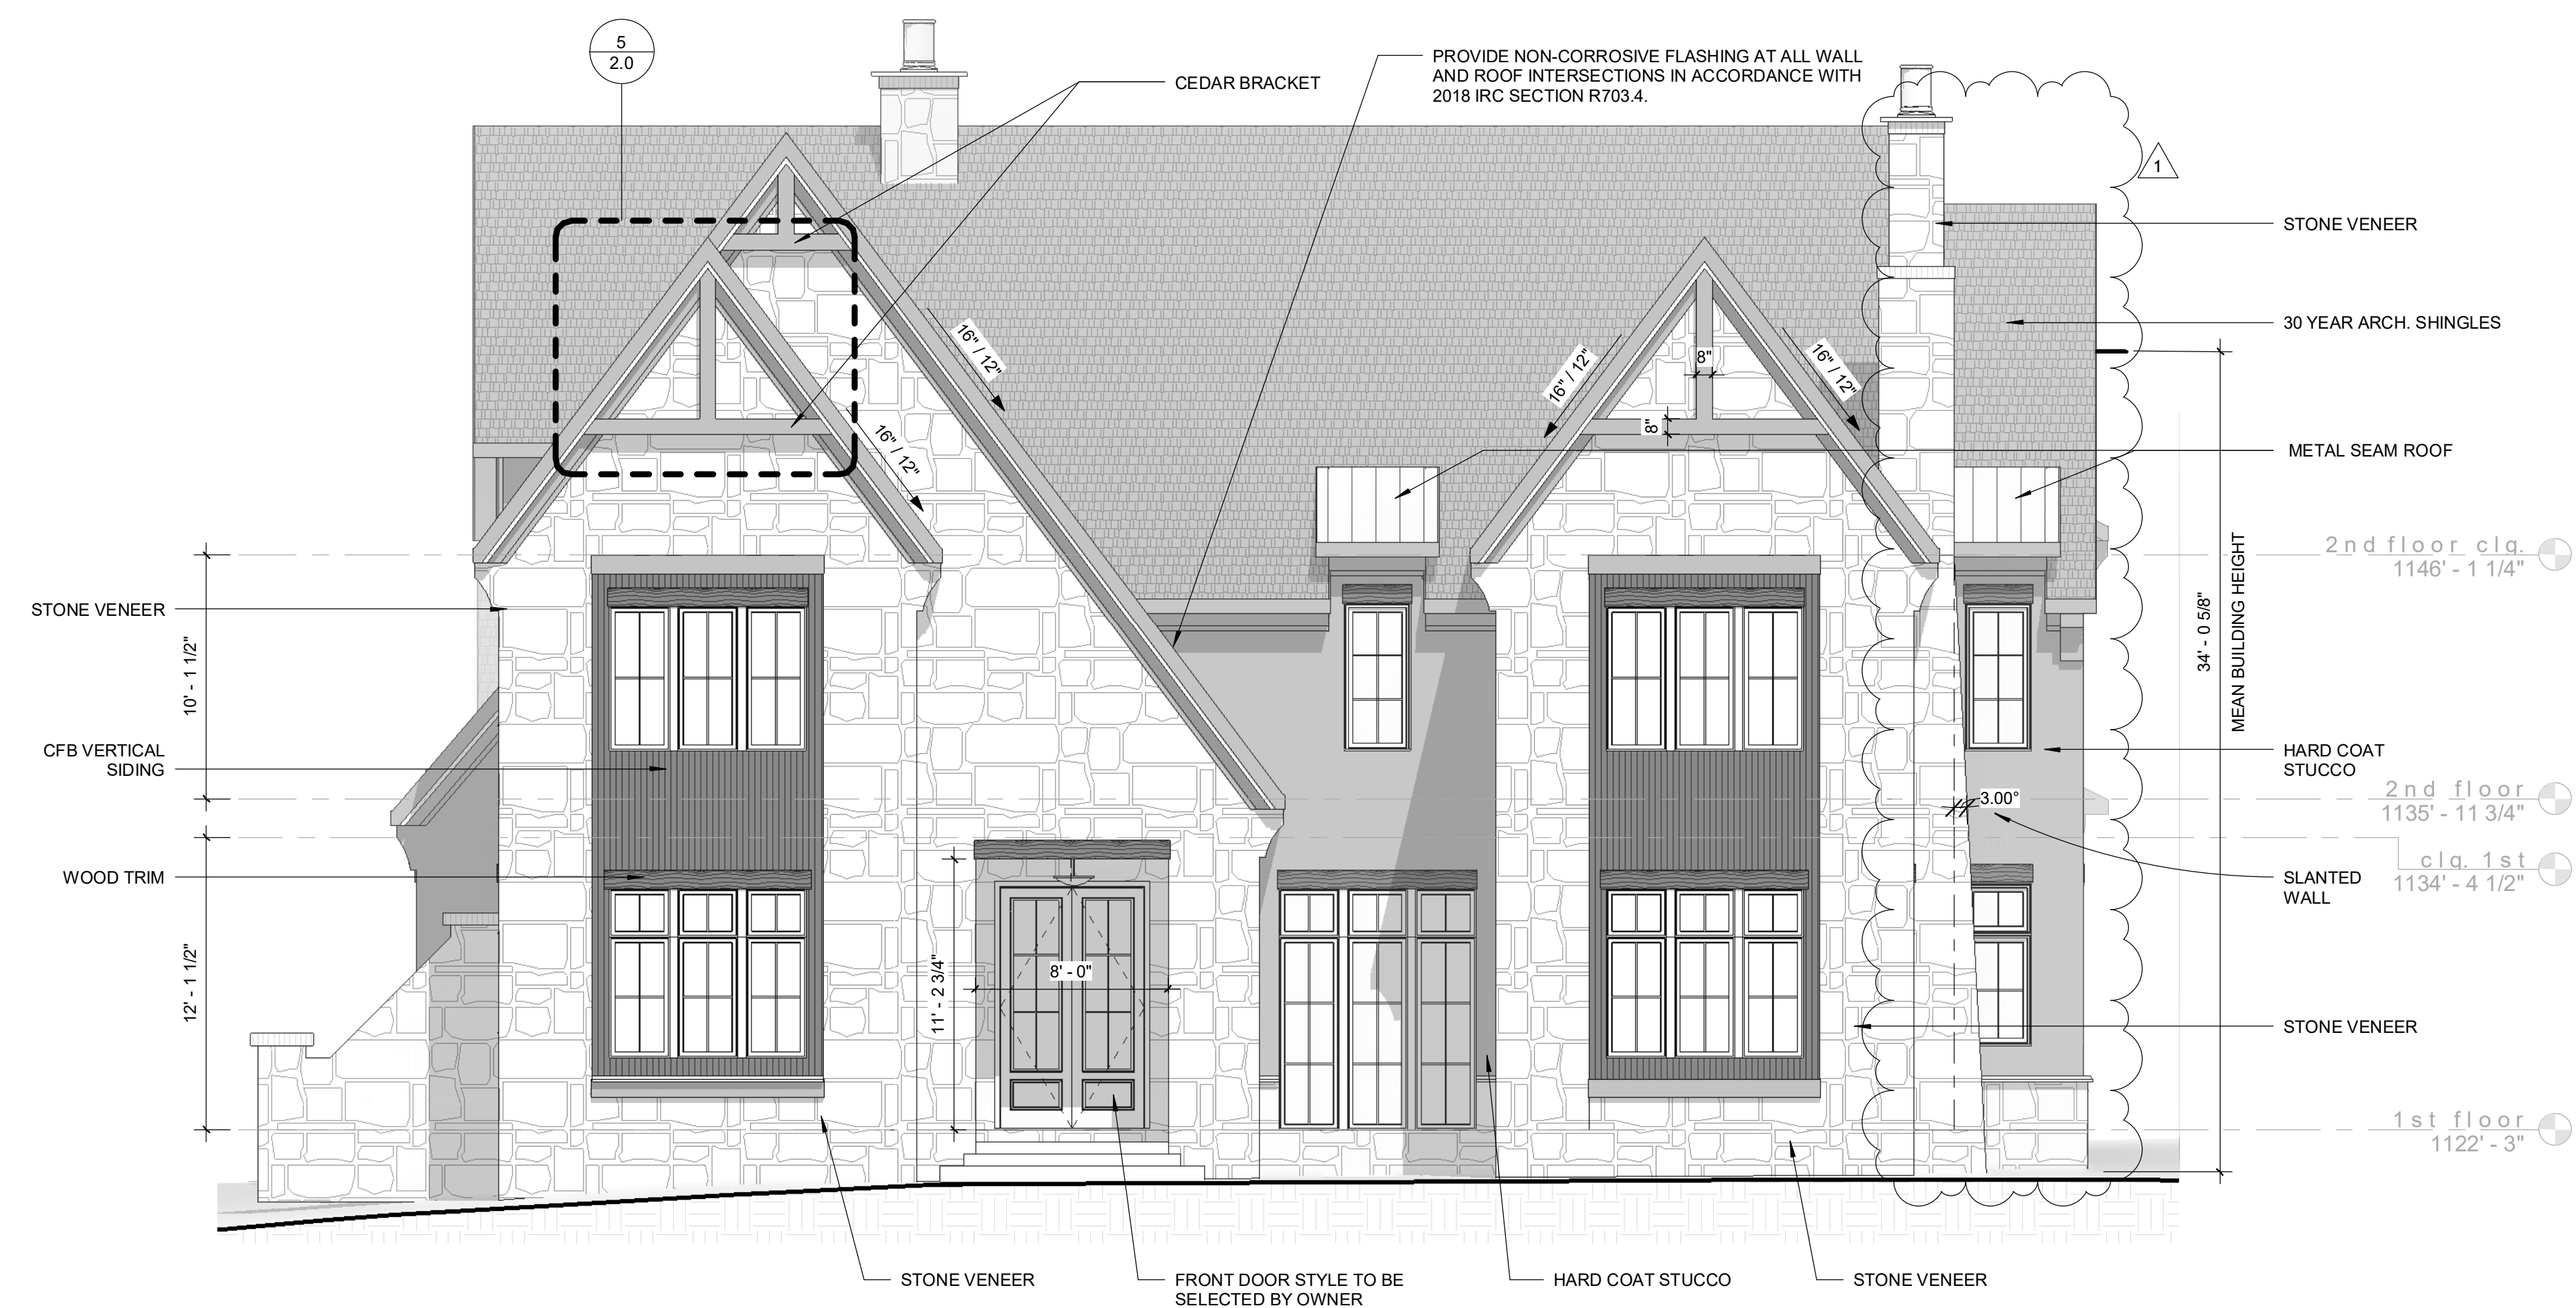 5
2.0
CEDAR BRACKET
PROVIDE NON-CORROSIVE FLASHING AT ALL WALL
AND ROOF INTERSECTIONS IN ACCORDANCE WITH
2018 IRC SECTION R703.4.
1
STONE VENEER
30 YEAR ARCH. SHINGLES
16" / 12"
16" / 12"
16" / 12"
16" / 12"
8"
8"
METAL SEAM ROOF
2nd floor clg.
1146' - 1 1/4"
MEAN BUILDING HEIGHT
34' - 0 5/8"
STONE VENEER
10' - 1 1/2"
CFB VERTICAL
SIDING
HARD COAT
STUCCO
2nd floor
1135' - 11 3/4"
3.00°
clg. 1st
1134' - 4 1/2"
WOOD TRIM
SLANTED
WALL
12' - 1 1/2"
11' - 2 3/4"
8' - 0"
STONE VENEER
1st floor
1122' - 3"
STONE VENEER
FRONT DOOR STYLE TO BE
SELECTED BY OWNER
HARD COAT STUCCO
STONE VENEER